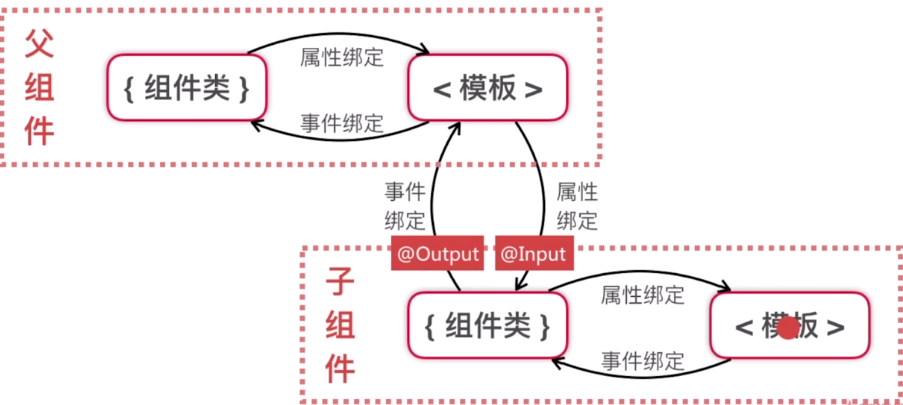 父
组
件
{ 组件类 }
属性绑定
< 模板 >
事件绑定
事件
绑定
属性
绑定
@Output
@Input
子
组
件
{ 组件类 }
属性绑定
< 模板 >
事件绑定